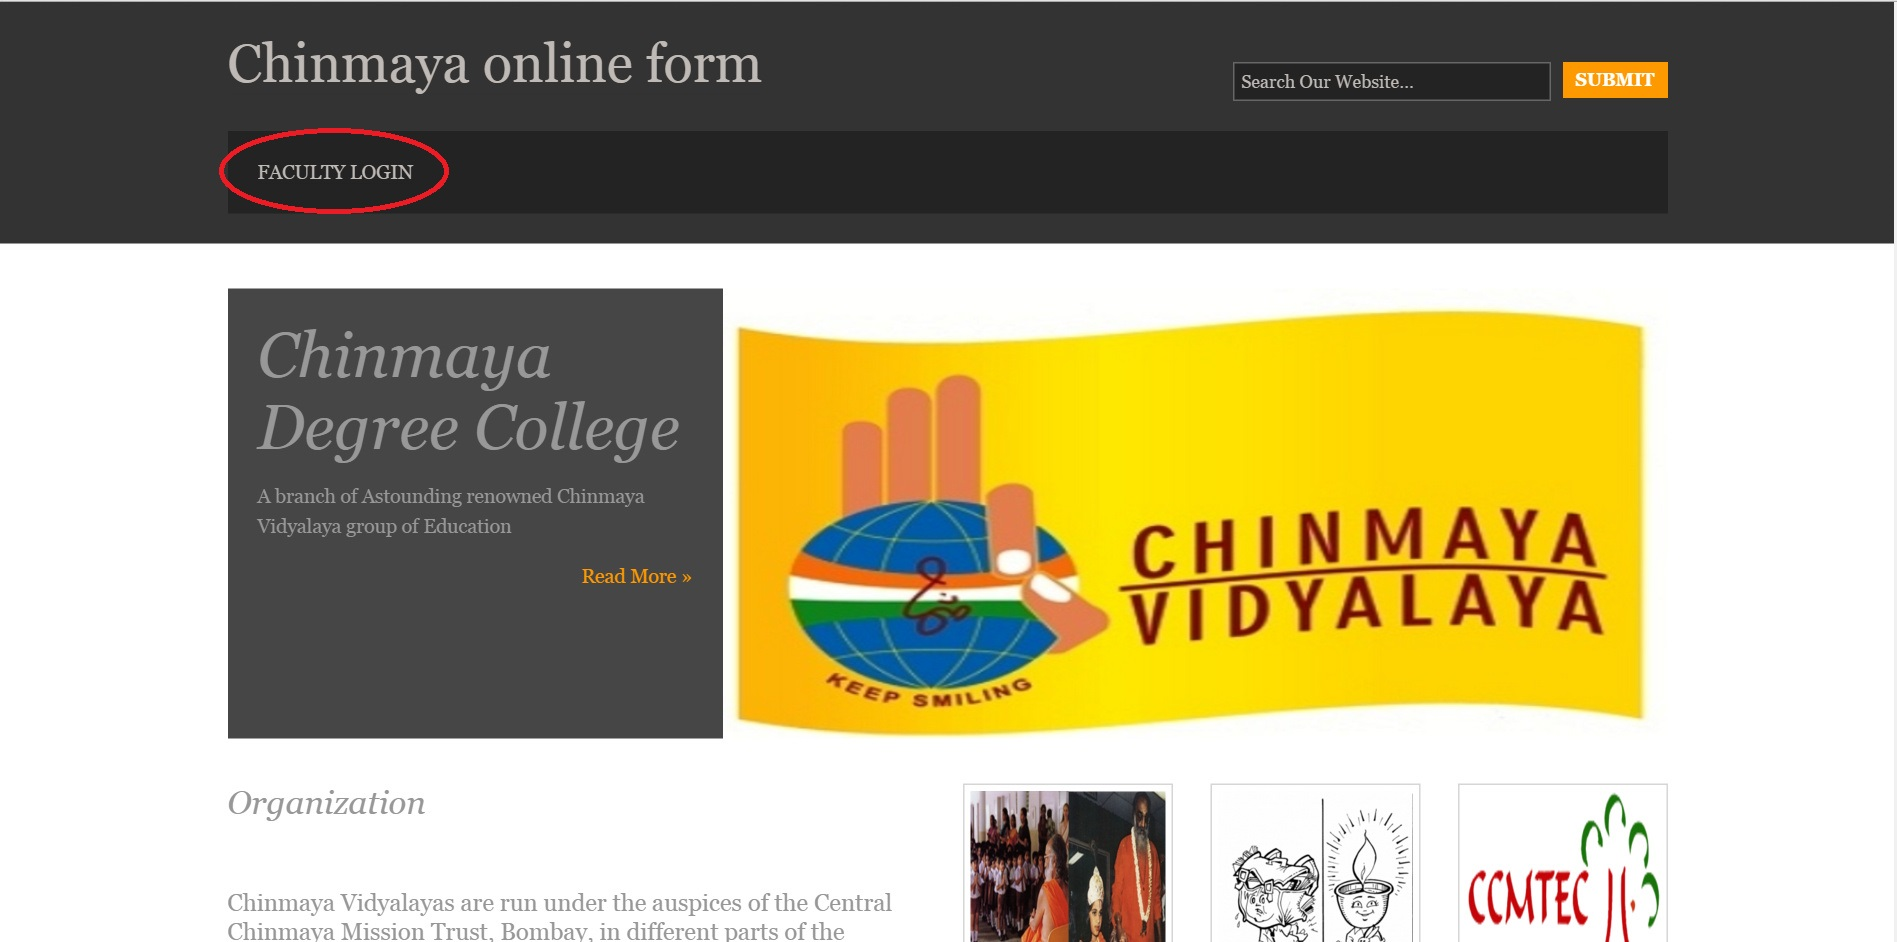 Chinmaya online form
Search Our Website...
SUBMIT
FACULTY LOGIN
Chinmaya
Degree College
A branch of Astounding renowned Chinmaya
Vidyalaya group of Education
Read More »
CHINMAYA
VIDYALAYA
KEEP SMILING
Organization
CCMTEC
Chinmaya Vidyalayas are run under the auspices of the Central
Chinmaya Mission Trust, Bombay, in different parts of the